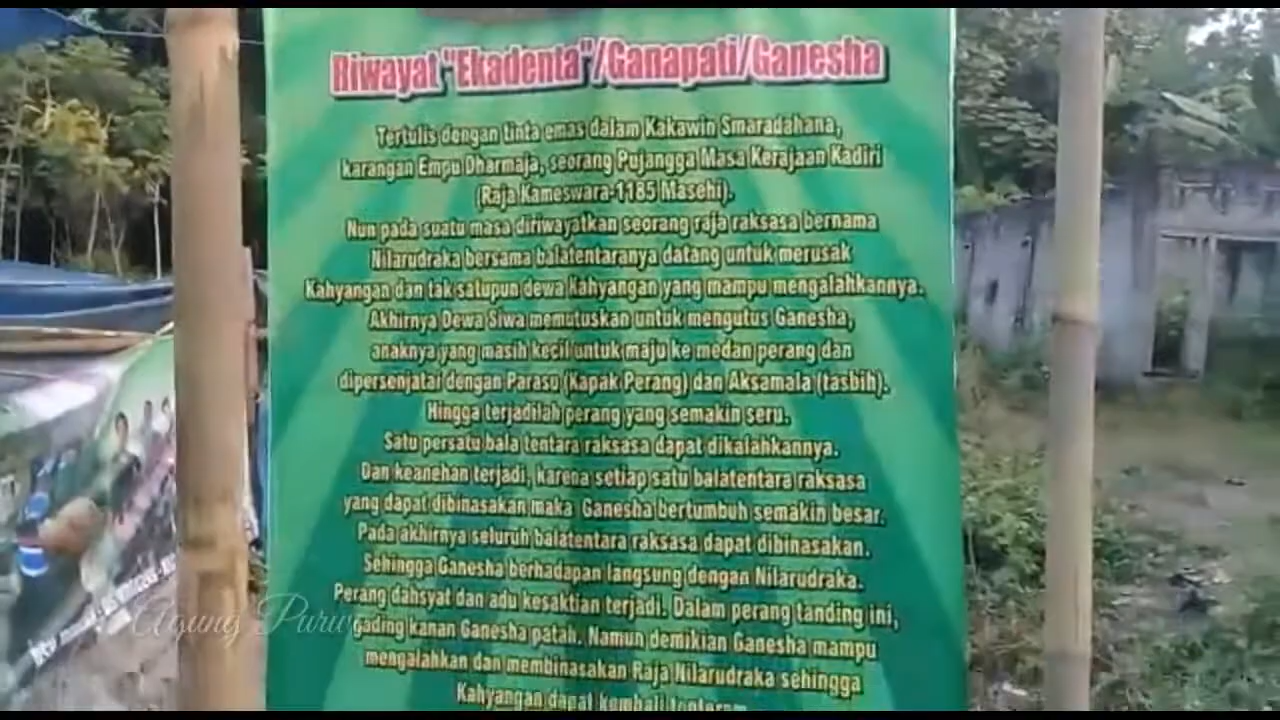 Riwayat "Ekadenta"/Ganapati/Ganesha
Tertulis dengan tinta emas dalam Kakawin Smaradahana,
karangan Empu Dharmaja, seorang Pujangga Masa Kerajaan Kadiri
(Raja Kameswara-1185 Masehi).
Nun pada suatu masa diriwayatkan seorang raja raksasa bernama
Nilarudraka bersama balatentaranya datang untuk merusak
Kahyangan dan tak satupun dewa Kahyangan yang mampu mengalahkannya.
Akhirnya Dewa Siwa memutuskan untuk mengutus Ganesha,
anaknya yang masih kecil untuk maju ke medan perang dan
dipersenjatai dengan Parasu (Kapak Perang) dan Aksamala (tasbih).
Hingga terjadilah perang yang semakin seru.
Satu persatu bala tentara raksasa dapat dikalahkannya.
Dan keanehan terjadi, karena setiap satu balatentara raksasa
yang dapat dibinasakan maka Ganesha bertumbuh semakin besar.
Pada akhirnya seluruh balatentara raksasa dapat dibinasakan.
Sehingga Ganesha berhadapan langsung dengan Nilarudraka.
Perang dahsyat dan adu kesaktian terjadi. Dalam perang tanding ini,
gading kanan Ganesha patah. Namun demikian Ganesha mampu
mengalahkan dan membinasakan Raja Nilarudraka sehingga
Kahyangan dapat kembali tenteram
Agung